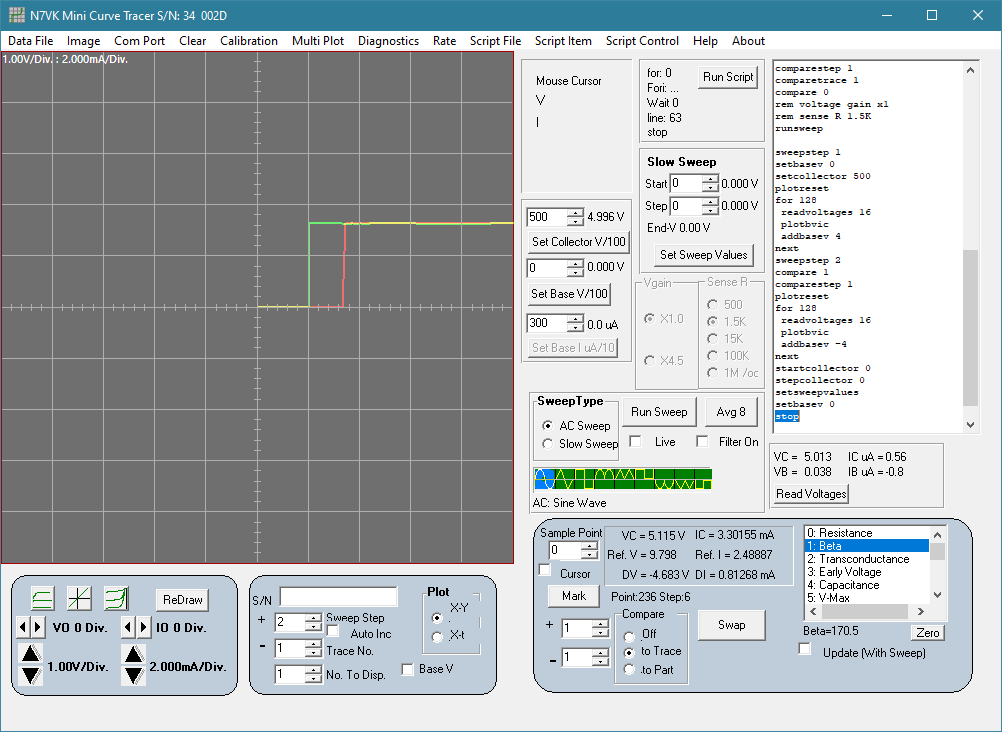 N7VK Mini Curve Tracer S/N: 34 002D
Data File Image Com Port Clear Calibration Multi Plot Diagnostics Rate Script File Script Item Script Control Help About
1.00V/Div. : 2.000mA/Div.
Mouse Cursor
V
I
for: 0
Fori: ...
Wait 0
line: 63
stop
Run Script
Slow Sweep
Start 0 0.000 V
Step 0 0.000 V
End-V 0.00 V
Set Sweep Values
500 4.996 V
Set Collector V/100
0 0.000 V
Set Base V/100
300 0.0 uA
Set Base I uA/10
Vgain
X1.0
X4.5
Sense R
500
1.5K
15K
100K
1M /oc
comparestep 1
comparetrace 1
compare 0
rem voltage gain x1
rem sense R 1.5K
runsweep
sweepstep 1
setbasev 0
setcollector 500
plotreset
for 128
readvoltages 16
plotbvic
addbasev 4
next
sweepstep 2
compare 1
comparestep 1
plotreset
for 128
readvoltages 16
plotbvic
addbasev -4
next
startcollector 0
stepcollector 0
setsweepvalues
setbasev 0
stop
SweepType
AC Sweep
Slow Sweep
Run Sweep
Avg 8
Live
Filter On
AC: Sine Wave
VC = 5.013 IC uA =0.56
VB = 0.038 IB uA =-0.8
Read Voltages
ReDraw
VO 0 Div. IO 0 Div.
1.00V/Div. 2.000mA/Div.
S/N
+ 2 Sweep Step
Auto Inc
- 1 Trace No.
1 No. To Disp.
Plot
X-Y
.
X-t
Base V
Sample Point
0
Cursor
Mark
VC = 5.115 V IC = 3.30155 mA
Ref. V = 9.798 Ref. I = 2.48887
DV = -4.683 V DI = 0.81268 mA
Point:236 Step:6
+ 1
- 1
Compare
.Off
to Trace
.to Part
Swap
0: Resistance
1: Beta
2: Transconductance
3: Early Voltage
4: Capacitance
5: V-Max
Beta=170.5
Zero
Update (With Sweep)